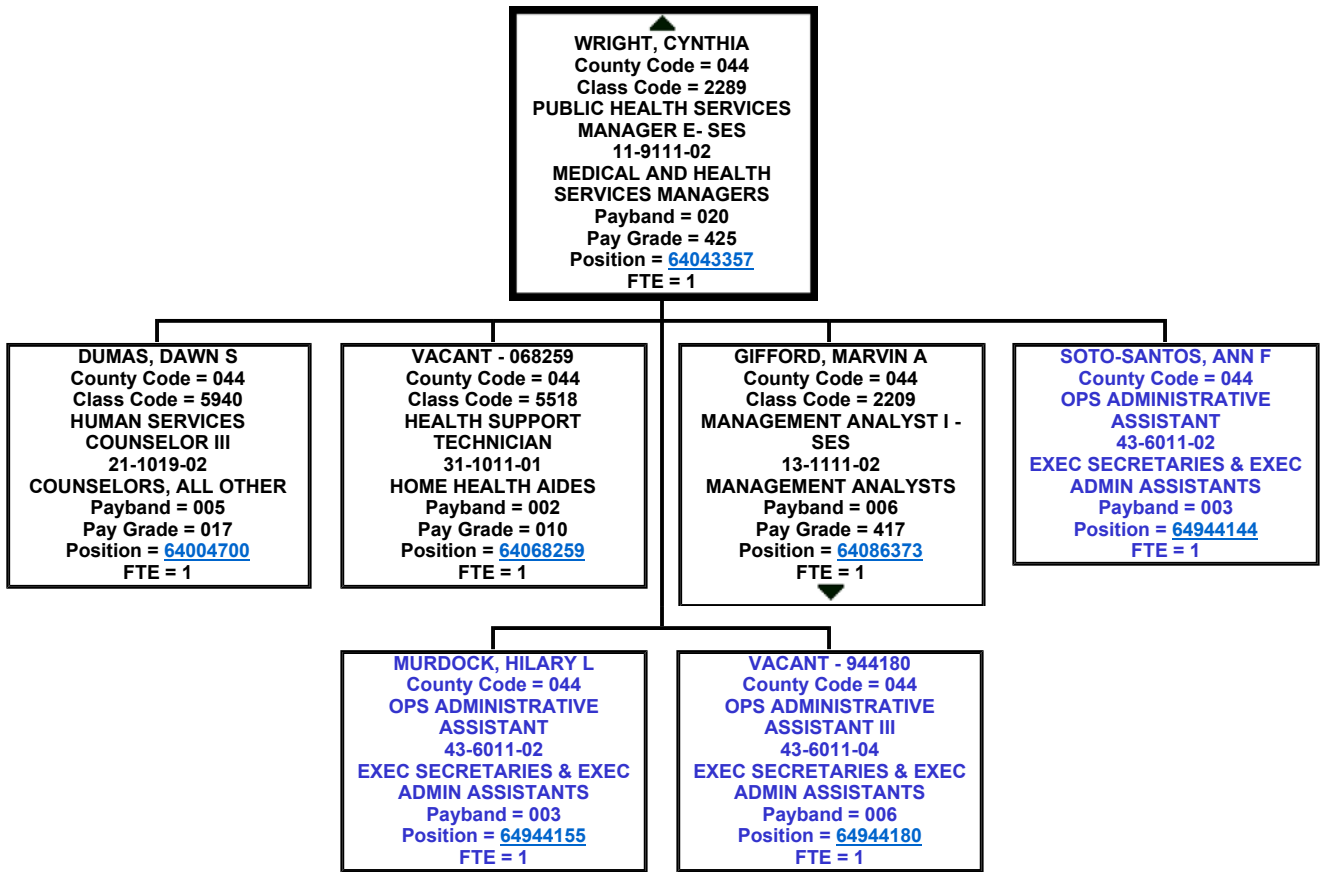 WRIGHT, CYNTHIA
County Code = 044
Class Code = 2289
PUBLIC HEALTH SERVICES
MANAGER E- SES
11-9111-02
MEDICAL AND HEALTH
SERVICES MANAGERS
Payband = 020
Pay Grade = 425
Position = 64043357
FTE = 1
DUMAS, DAWN S
County Code = 044
Class Code = 5940
HUMAN SERVICES
COUNSELOR III
21-1019-02
COUNSELORS, ALL OTHER
Payband = 005
Pay Grade = 017
Position = 64004700
FTE = 1
VACANT - 068259
County Code = 044
Class Code = 5518
HEALTH SUPPORT
TECHNICIAN
31-1011-01
HOME HEALTH AIDES
Payband = 002
Pay Grade = 010
Position = 64068259
FTE = 1
GIFFORD, MARVIN A
County Code = 044
Class Code = 2209
MANAGEMENT ANALYST I -
SES
13-1111-02
MANAGEMENT ANALYSTS
Payband = 006
Pay Grade = 417
Position = 64086373
FTE = 1
SOTO-SANTOS, ANN F
County Code = 044
OPS ADMINISTRATIVE
ASSISTANT
43-6011-02
EXEC SECRETARIES & EXEC
ADMIN ASSISTANTS
Payband = 003
Position = 64944144
FTE = 1
MURDOCK, HILARY L
County Code = 044
OPS ADMINISTRATIVE
ASSISTANT
43-6011-02
EXEC SECRETARIES & EXEC
ADMIN ASSISTANTS
Payband = 003
Position = 64944155
FTE = 1
VACANT - 944180
County Code = 044
OPS ADMINISTRATIVE
ASSISTANT III
43-6011-04
EXEC SECRETARIES & EXEC
ADMIN ASSISTANTS
Payband = 006
Position = 64944180
FTE = 1